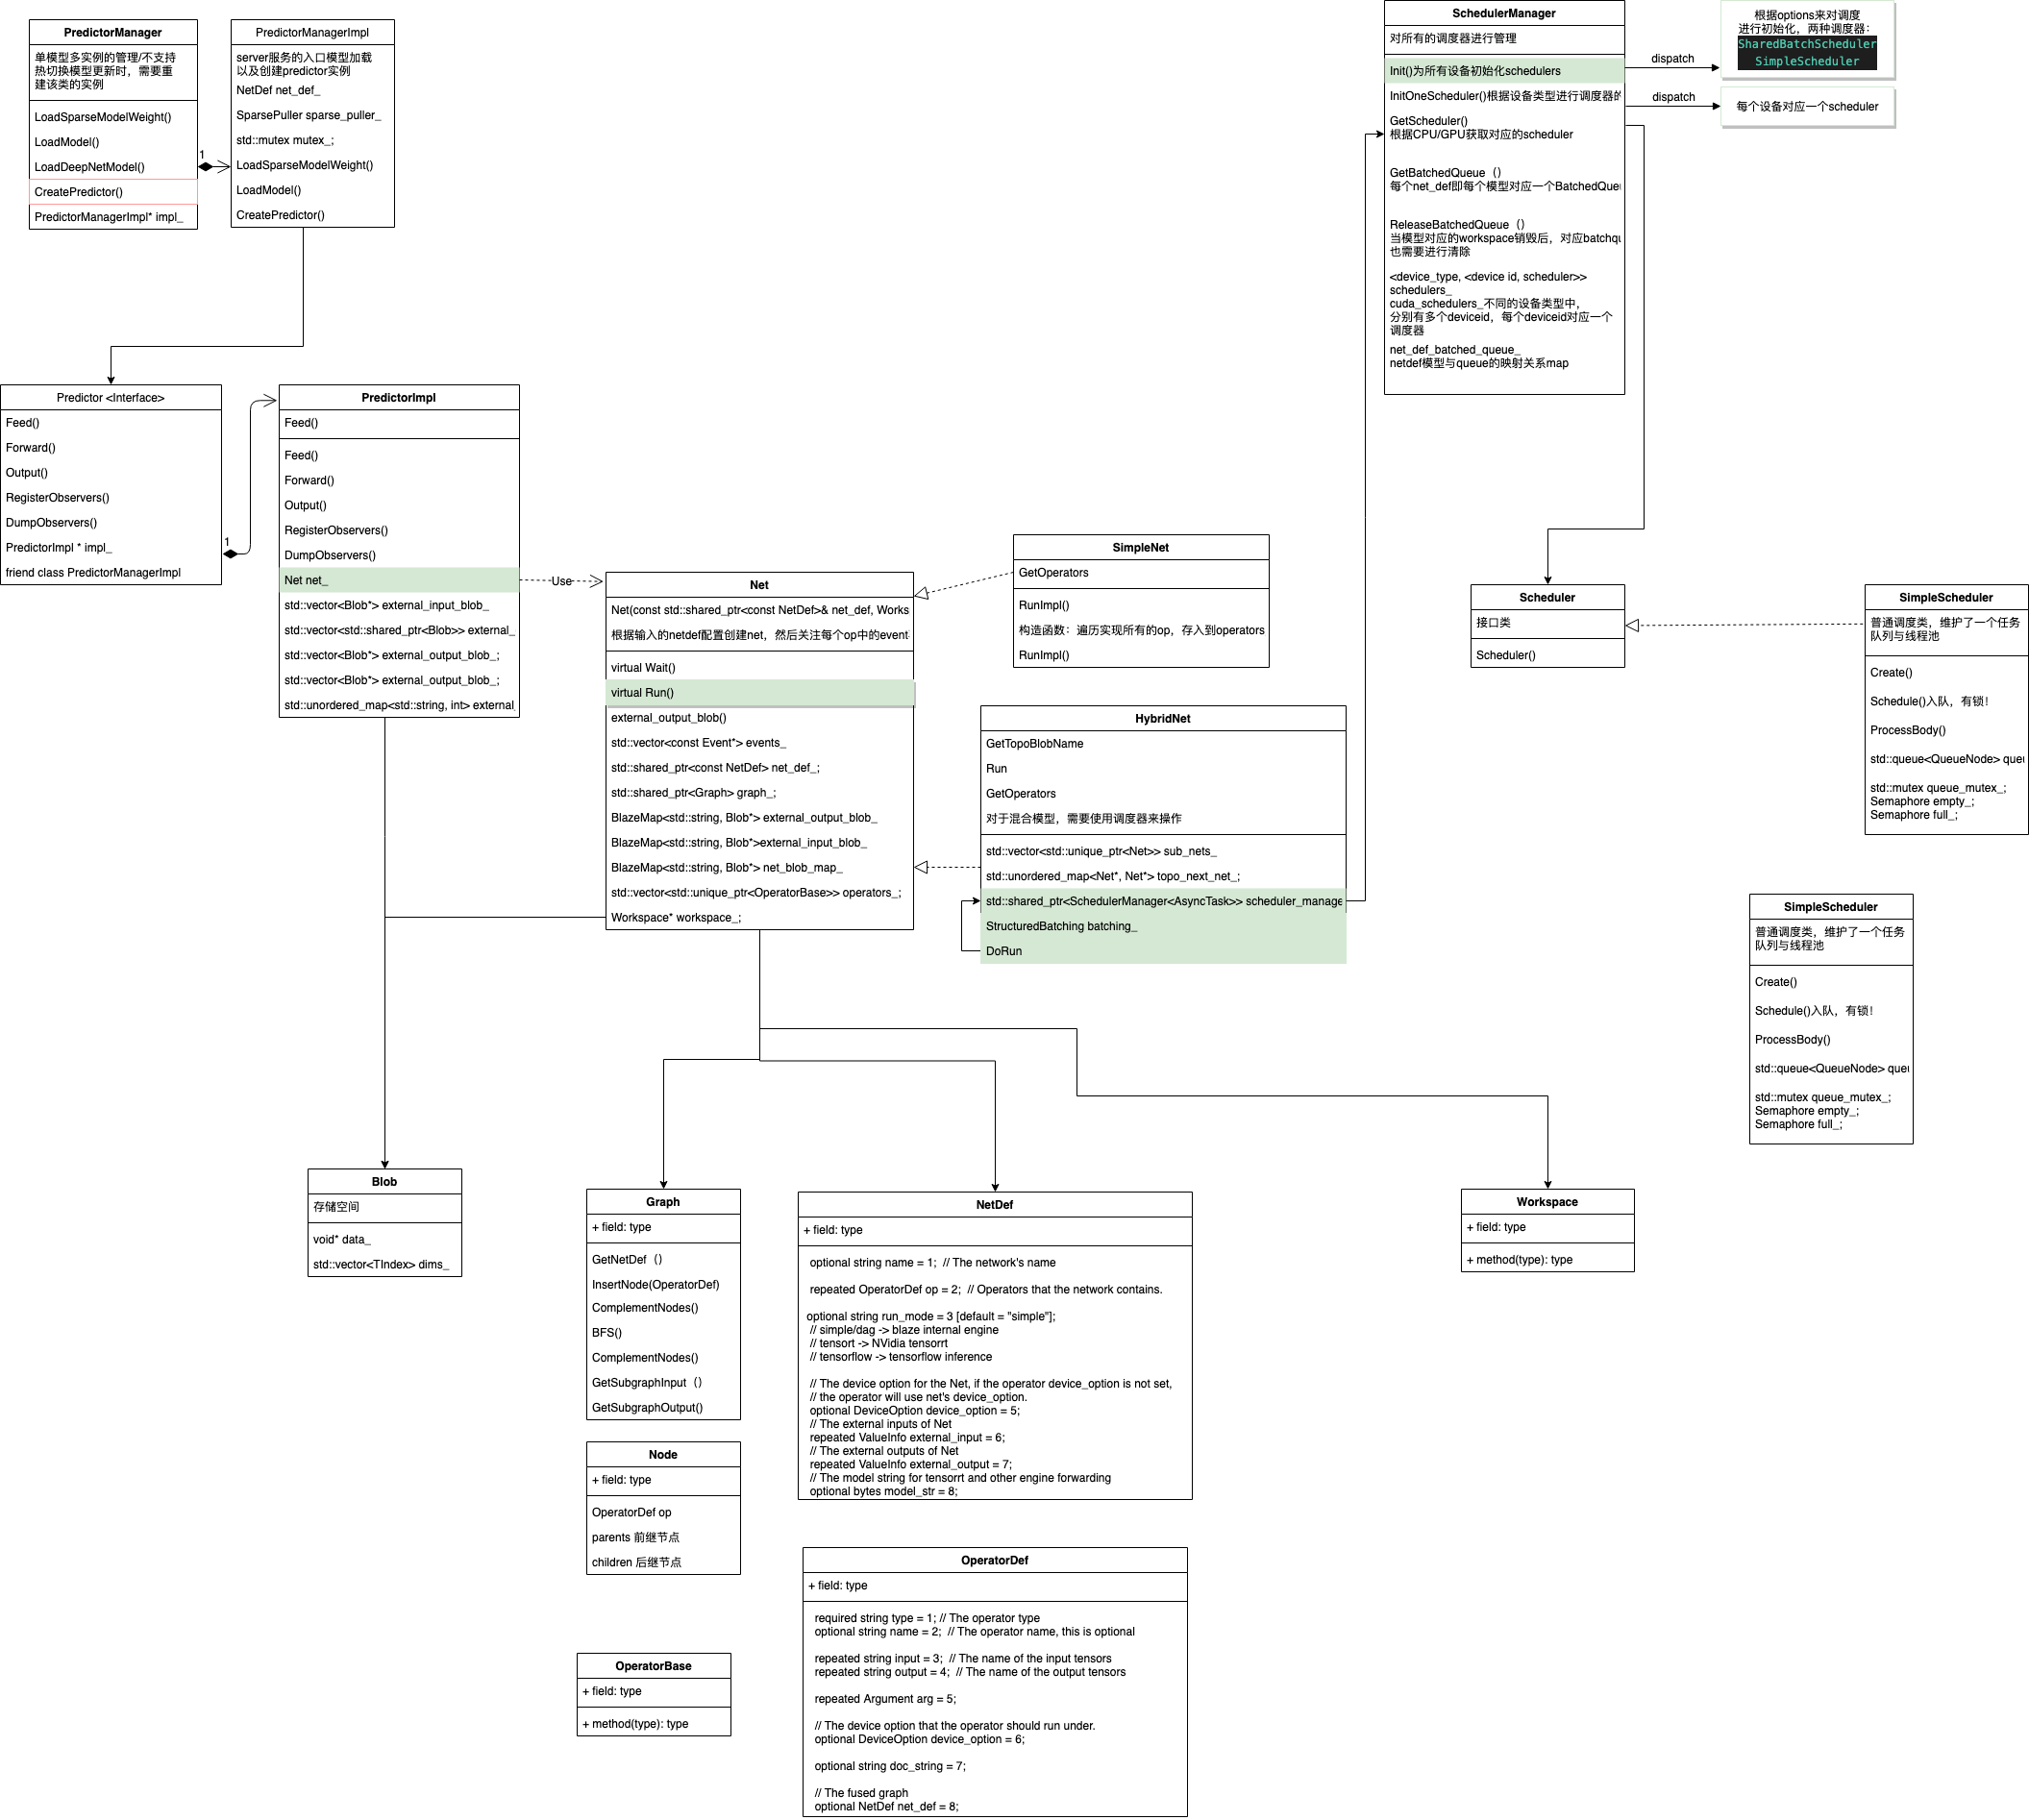 PredictorManager
单模型多实例的管理/不支持
热切换模型更新时，需要重
建该类的实例
LoadSparseModelWeight()
LoadModel()
LoadDeepNetModel()
CreatePredictor()
PredictorManagerImpl* impl_
1
PredictorManagerImpl
server服务的入口模型加载
以及创建predictor实例
NetDef net_def_
SparsePuller sparse_puller_
std::mutex mutex_;
LoadSparseModelWeight()
LoadModel()
CreatePredictor()
SchedulerManager
对所有的调度器进行管理
Init()为所有设备初始化schedulers
InitOneScheduler()根据设备类型进行调度器的
GetScheduler()
根据CPU/GPU获取对应的scheduler
GetBatchedQueue（）
每个net_def即每个模型对应一个BatchedQueu
ReleaseBatchedQueue（）
当模型对应的workspace销毁后，对应batchqu
也需要进行清除
<device_type, <device id, scheduler>>
schedulers_
cuda_schedulers_不同的设备类型中，
分别有多个deviceid，每个deviceid对应一个
调度器
net_def_batched_queue_
netdef模型与queue的映射关系map
dispatch
根据options来对调度
进行初始化，两种调度器：
SharedBatchScheduler
SimpleScheduler
dispatch
每个设备对应一个scheduler
Predictor <Interface>
Feed()
Forward()
Output()
RegisterObservers()
DumpObservers()
PredictorImpl * impl_
friend class PredictorManagerImpl
1
PredictorImpl
Feed()
Feed()
Forward()
Output()
RegisterObservers()
DumpObservers()
Net net_
std::vector<Blob*> external_input_blob_
std::vector<std::shared_ptr<Blob>> external_
std::vector<Blob*> external_output_blob_;
std::vector<Blob*> external_output_blob_;
std::unordered_map<std::string, int> external_
Use
Net
Net(const std::shared_ptr<const NetDef>& net_def, Works
根据输入的netdef配置创建net，然后关注每个op中的event
virtual Wait()
virtual Run()
external_output_blob()
std::vector<const Event*> events_
std::shared_ptr<const NetDef> net_def_;
std::shared_ptr<Graph> graph_;
BlazeMap<std::string, Blob*> external_output_blob_
BlazeMap<std::string, Blob*>external_input_blob_
BlazeMap<std::string, Blob*> net_blob_map_
std::vector<std::unique_ptr<OperatorBase>> operators_;
Workspace* workspace_;
SimpleNet
GetOperators
RunImpl()
构造函数：遍历实现所有的op，存入到operators
RunImpl()
HybridNet
GetTopoBlobName
Run
GetOperators
对于混合模型，需要使用调度器来操作
std::vector<std::unique_ptr<Net>> sub_nets_
std::unordered_map<Net*, Net*> topo_next_net_;
std::shared_ptr<SchedulerManager<AsyncTask>> scheduler_manage
StructuredBatching batching_
DoRun
Scheduler
接口类
Scheduler()
SimpleScheduler
普通调度类，维护了一个任务
队列与线程池
Create()
Schedule()入队，有锁！
ProcessBody()
std::queue<QueueNode> queu
std::mutex queue_mutex_;
Semaphore empty_;
Semaphore full_;
SimpleScheduler
普通调度类，维护了一个任务
队列与线程池
Create()
Schedule()入队，有锁！
ProcessBody()
std::queue<QueueNode> queu
std::mutex queue_mutex_;
Semaphore empty_;
Semaphore full_;
Blob
存储空间
void* data_
std::vector<TIndex> dims_
Graph
+ field: type
GetNetDef（）
InsertNode(OperatorDef)
ComplementNodes()
BFS()
ComplementNodes()
GetSubgraphInput（）
GetSubgraphOutput()
NetDef
+ field: type
optional string name = 1;  // The network's name
repeated OperatorDef op = 2;  // Operators that the network contains.
optional string run_mode = 3 [default = "simple"];
// simple/dag -> blaze internal engine
// tensort -> NVidia tensorrt
// tensorflow -> tensorflow inference
// The device option for the Net, if the operator device_option is not set,
// the operator will use net's device_option.
optional DeviceOption device_option = 5;
// The external inputs of Net
repeated ValueInfo external_input = 6;
// The external outputs of Net
repeated ValueInfo external_output = 7;
// The model string for tensorrt and other engine forwarding
optional bytes model_str = 8;
Workspace
+ field: type
+ method(type): type
Node
+ field: type
OperatorDef op
parents 前继节点
children 后继节点
OperatorDef
+ field: type
required string type = 1; // The operator type
optional string name = 2;  // The operator name, this is optional
repeated string input = 3;  // The name of the input tensors
repeated string output = 4;  // The name of the output tensors
repeated Argument arg = 5;
// The device option that the operator should run under.
optional DeviceOption device_option = 6;
optional string doc_string = 7;
// The fused graph
optional NetDef net_def = 8;
OperatorBase
+ field: type
+ method(type): type